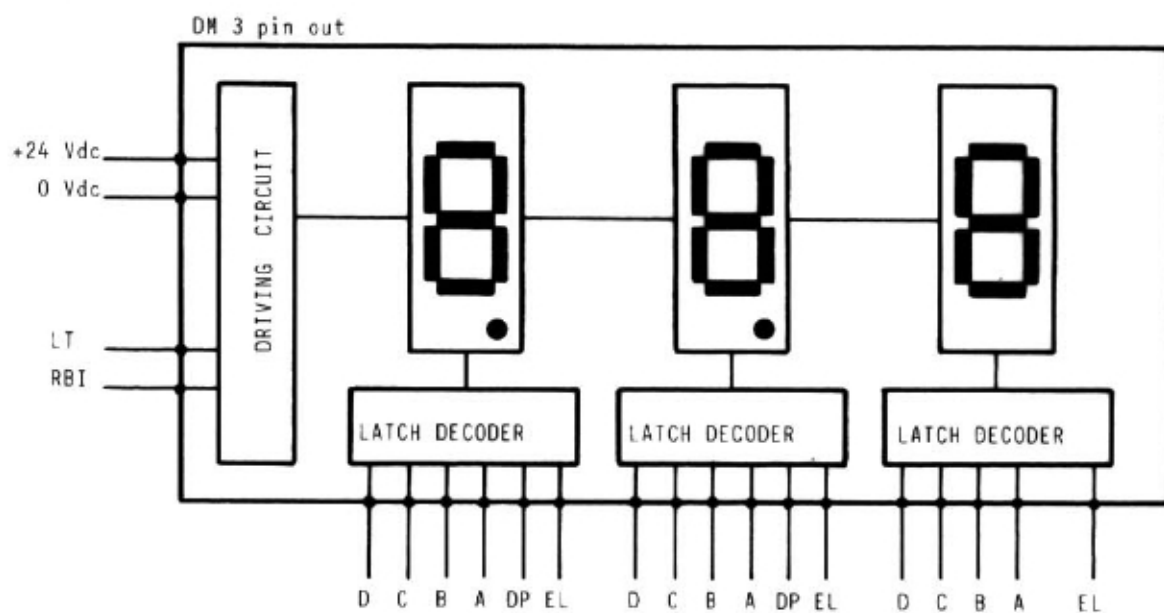 DM 3 pin out
+24 Vdc
0 Vdc
LT
RBI
DRIVING CIRCUIT
LATCH DECODER LATCH DECODER LATCH DECODER
D C B A DP EL D C B A DP EL D C B A EL